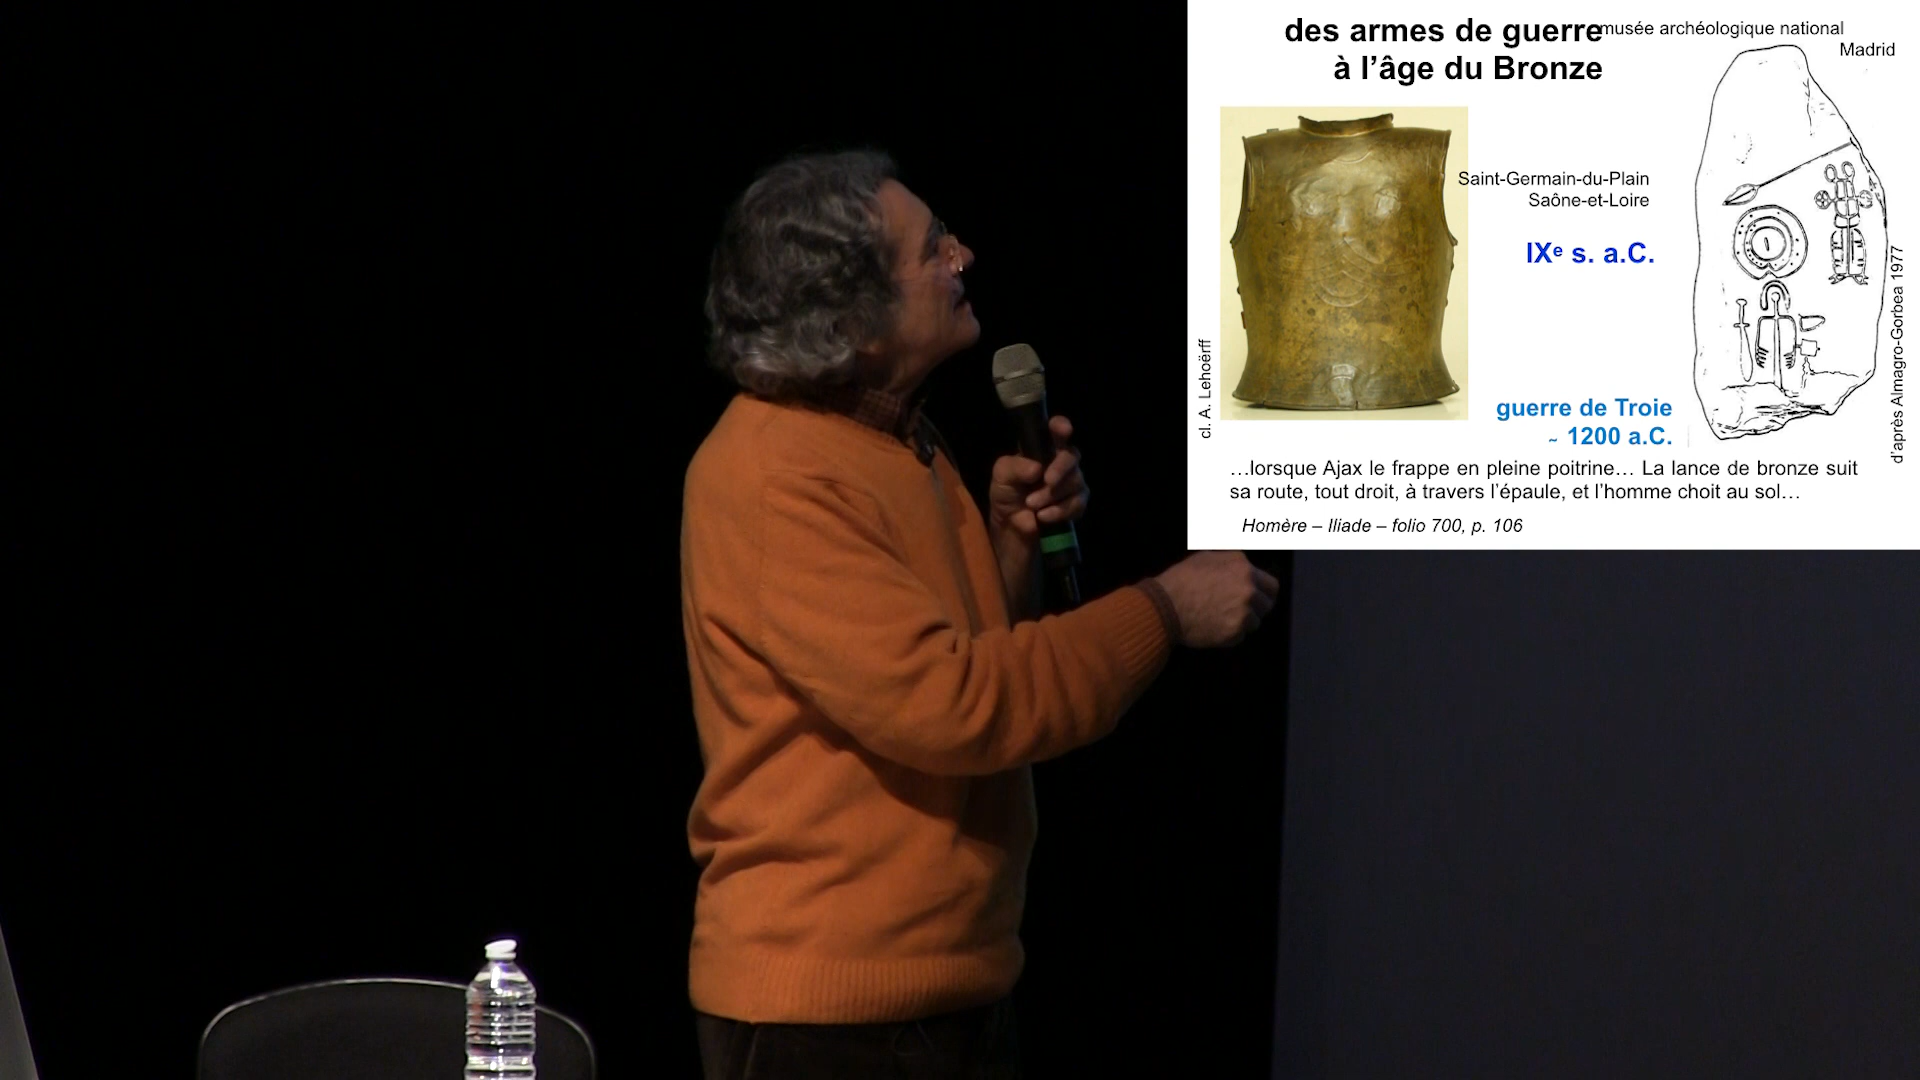 des armes de guerre
à l'âge du Bronze
musée archéologique national
Madrid
Saint-Germain-du-Plain
Saône-et-Loire
IXᵉ s. a.C.
cl. A. Lehoërff
d'après Almagro-Gorbea 1977
guerre de Troie
~ 1200 a.C.
…lorsque Ajax le frappe en pleine poitrine… La lance de bronze suit
sa route, tout droit, à travers l'épaule, et l'homme choit au sol…
Homère – Iliade – folio 700, p. 106